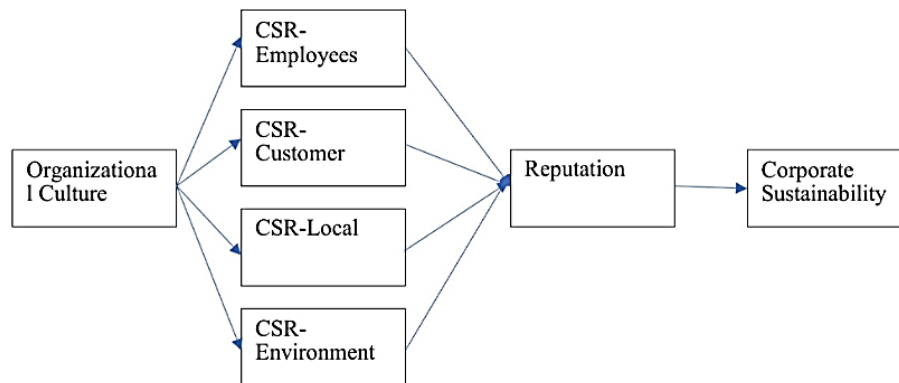 CSR-
Employees
CSR-
Customer
Organizationa
l Culture
Reputation
Corporate
Sustainability
CSR-Local
CSR-
Environment